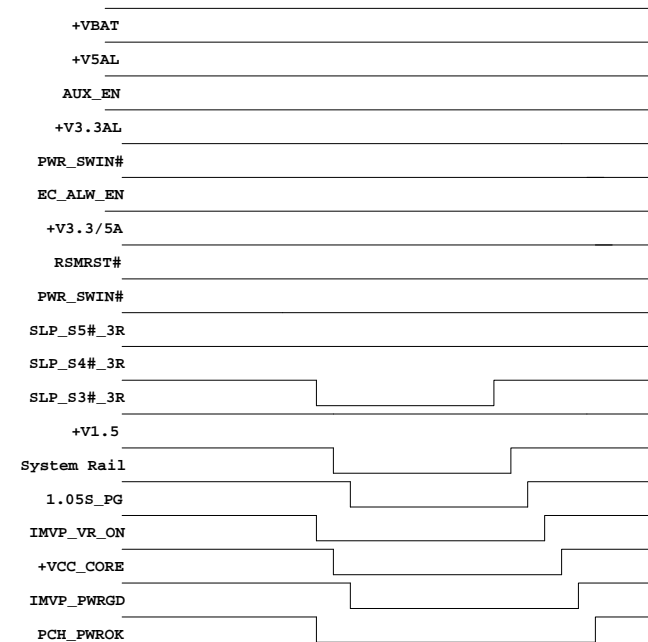 +VBAT
+V5AL
AUX_EN
+V3.3AL
PWR_SWIN#
EC_ALW_EN
+V3.3/5A
RSMRST#
PWR_SWIN#
SLP_S5#_3R
SLP_S4#_3R
SLP_S3#_3R
+V1.5
System Rail
1.05S_PG
IMVP_VR_ON
+VCC_CORE
IMVP_PWRGD
PCH_PWROK